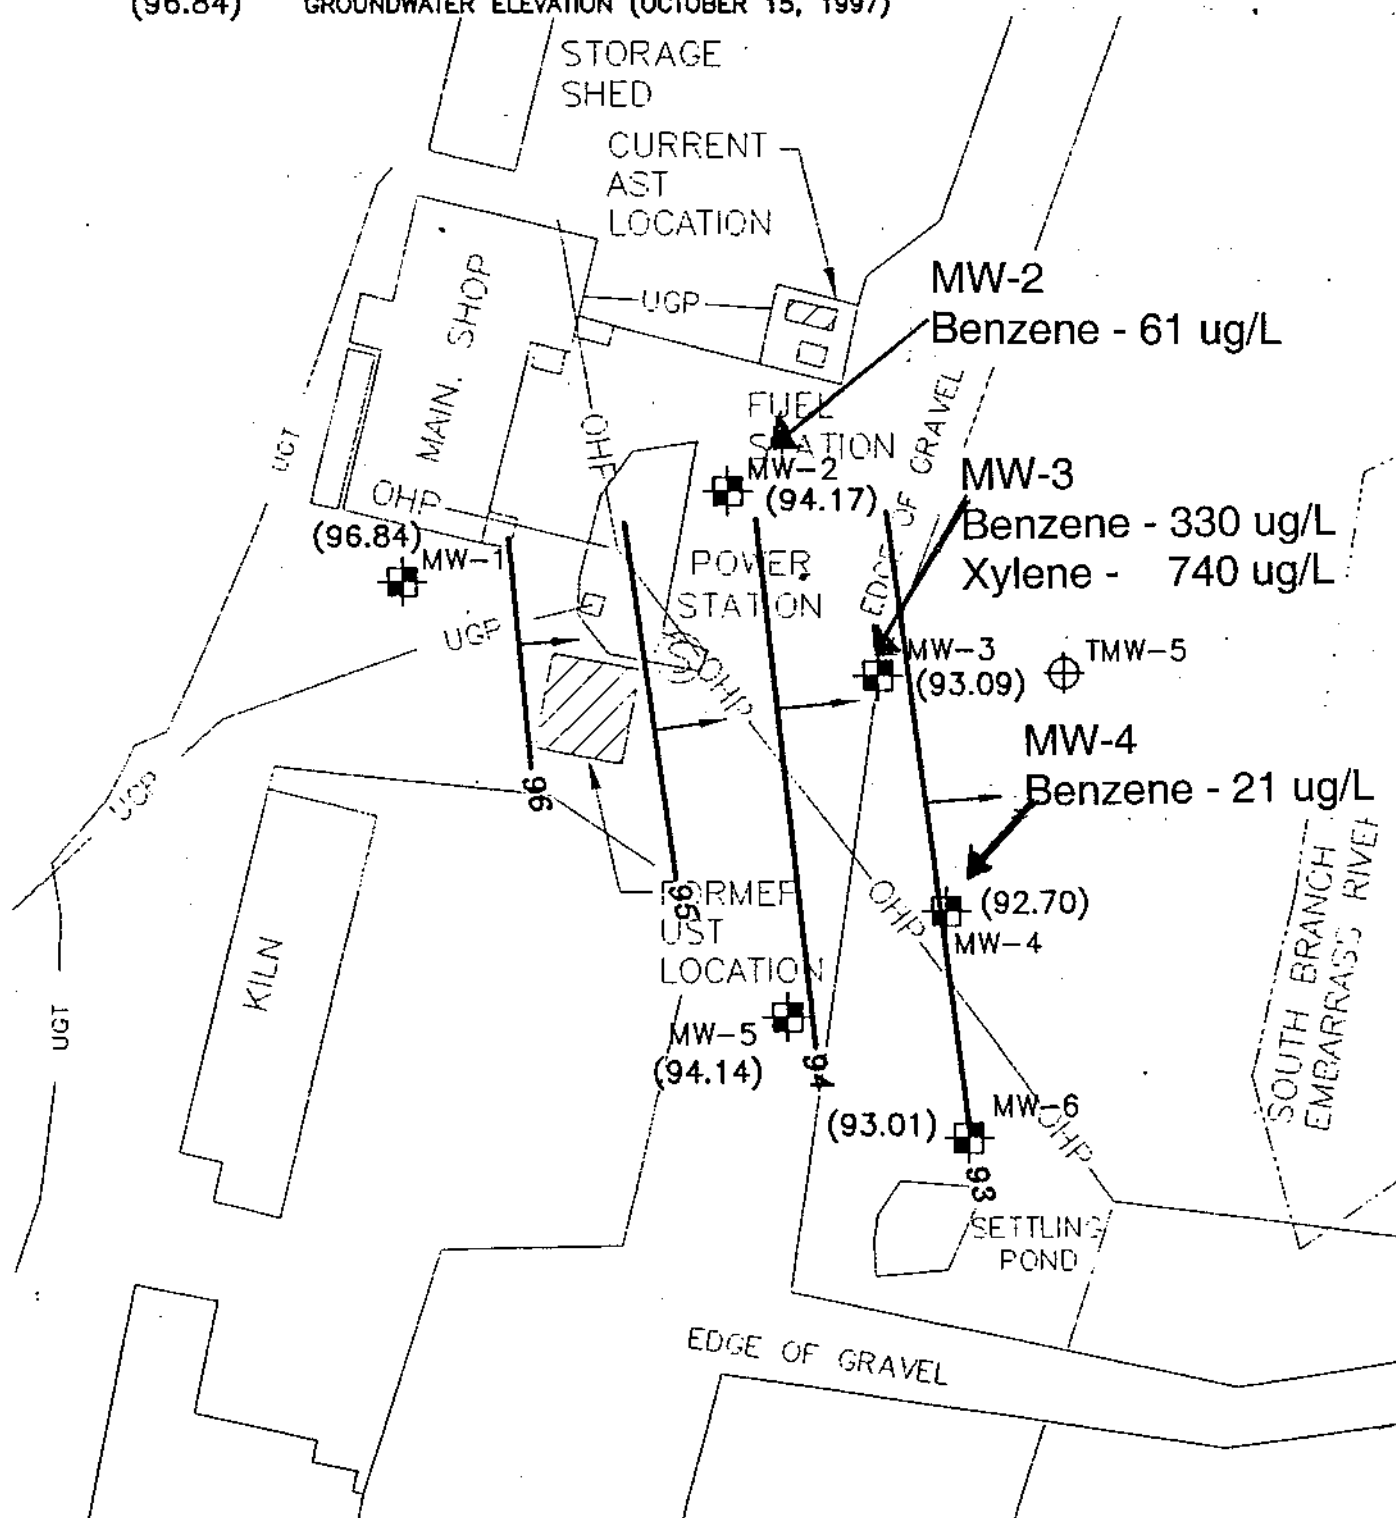 (96.84) GROUNDWATER ELEVATION (OCTOBER 15, 1997)
STORAGE
SHED
CURRENT
AST
LOCATION
MAIN. SHOP
UGP
MW-2
Benzene - 61 ug/L
FUEL
STATION
EDGE OF GRAVEL
UGT
OHP
MW-2
(94.17)
MW-3
Benzene - 330 ug/L
Xylene - 740 ug/L
OHP
(96.84)
MW-1
POWER
STATION
UGP
MW-3
(93.09)
TMW-5
OHP
MW-4
Benzene - 21 ug/L
UGP
96
95
FORMER
UST
LOCATION
OHP
(92.70)
MW-4
SOUTH BRANCH
EMBARRASS RIVER
KILN
UGT
MW-5
(94.14)
94
(93.01)
MW-6
OHP
93
SETTLING
POND
EDGE OF GRAVEL